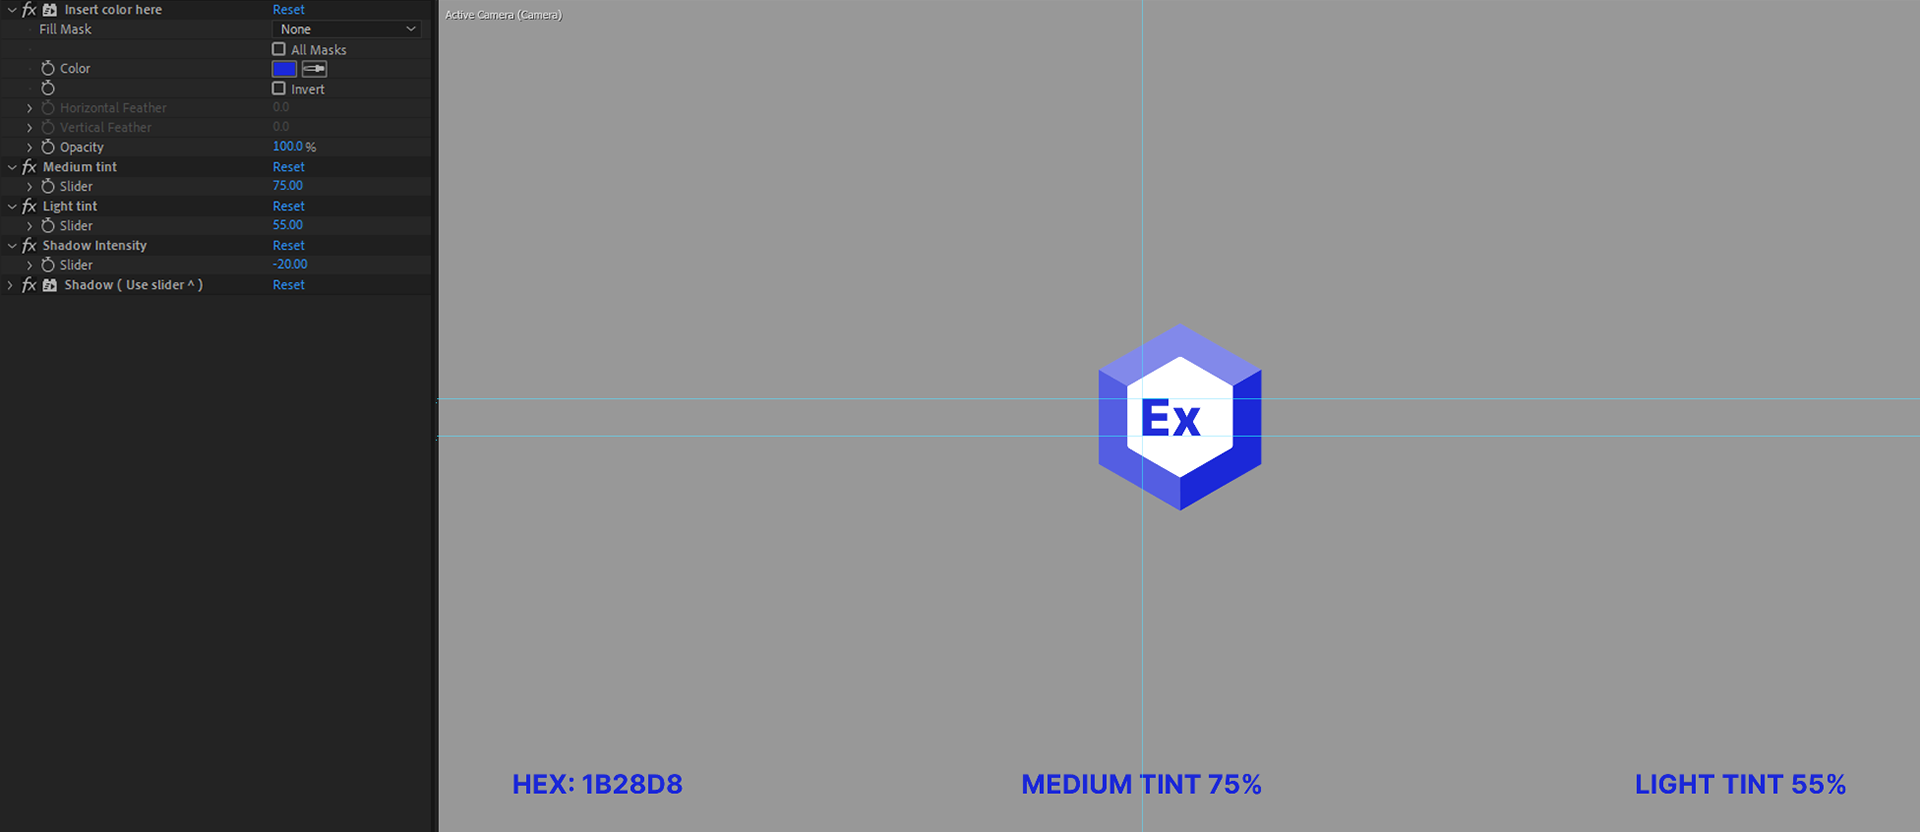 fx Insert color here Reset
Fill Mask None
All Masks
Color
Invert
Horizontal Feather 0.0
Vertical Feather 0.0
Opacity 100.0 %
fx Medium tint Reset
Slider 75.00
fx Light tint Reset
Slider 55.00
fx Shadow Intensity Reset
Slider -20.00
fx Shadow ( Use slider ^ ) Reset
Active Camera (Camera)
Ex
HEX: 1B28D8
MEDIUM TINT 75%
LIGHT TINT 55%